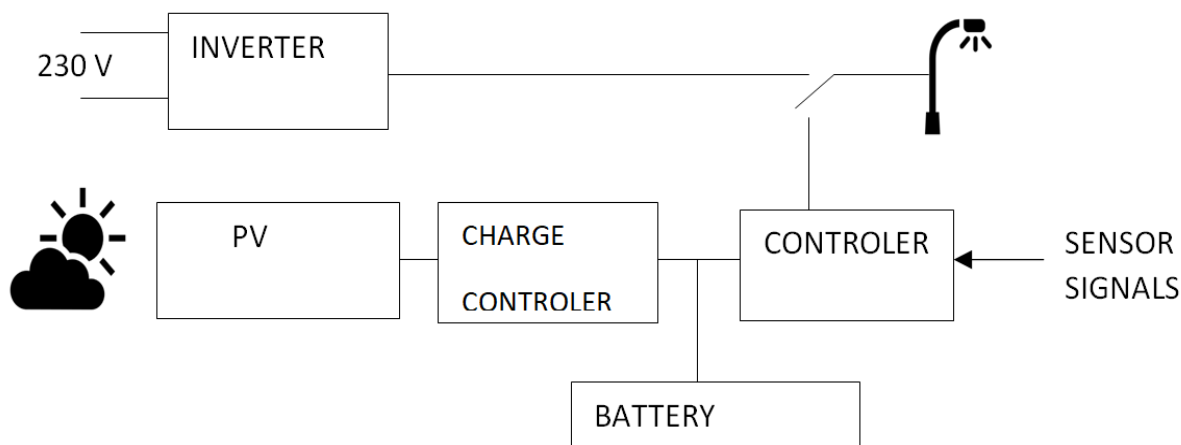 INVERTER
230 V
PV
CHARGE
CONTROLER
CONTROLER
SENSOR
SIGNALS
BATTERY